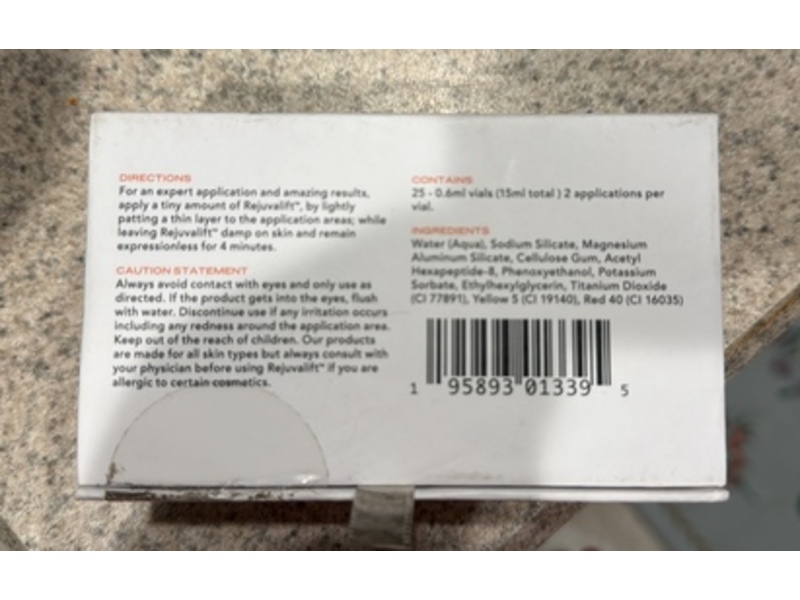 DIRECTIONS
For an expert application and amazing results,
apply a tiny amount of Rejuvalift™, by lightly
patting a thin layer to the application areas; while
leaving Rejuvalift™ damp on skin and remain
expressionless for 4 minutes.
CAUTION STATEMENT
Always avoid contact with eyes and only use as
directed. If the product gets into the eyes, flush
with water. Discontinue use if any irritation occurs
including any redness around the application area.
Keep out of the reach of children. Our products
are made for all skin types but always consult with
your physician before using Rejuvalift™ if you are
allergic to certain cosmetics.
CONTAINS
25 - 0.6ml vials (15ml total ) 2 applications per
vial.
INGREDIENTS
Water (Aqua), Sodium Silicate, Magnesium
Aluminum Silicate, Cellulose Gum, Acetyl
Hexapeptide-8, Phenoxyethanol, Potassium
Sorbate, Ethylhexylglycerin, Titanium Dioxide
(CI 77891), Yellow 5 (CI 19140), Red 40 (CI 16035)
1 95893 01339 5